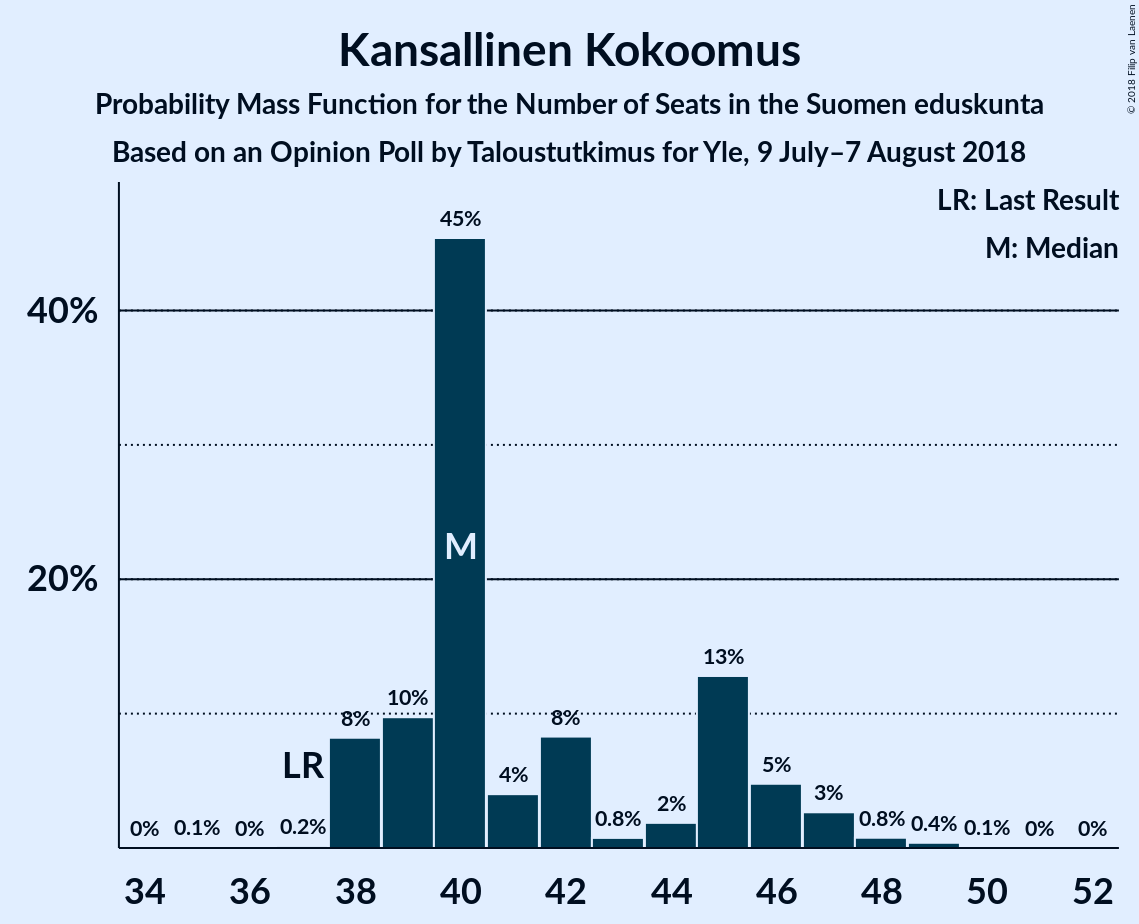 Kansallinen Kokoomus
Probability Mass Function for the Number of Seats in the Suomen eduskunta
Based on an Opinion Poll by Taloustutkimus for Yle, 9 July–7 August 2018
© 2018 Filip van Laenen
LR: Last Result
M: Median
40%
20%
0%
0.1%
0%
0.2%
LR
8%
10%
45%
M
4%
8%
0.8%
2%
13%
5%
3%
0.8%
0.4%
0.1%
0%
0%
34 36 38 40 42 44 46 48 50 52